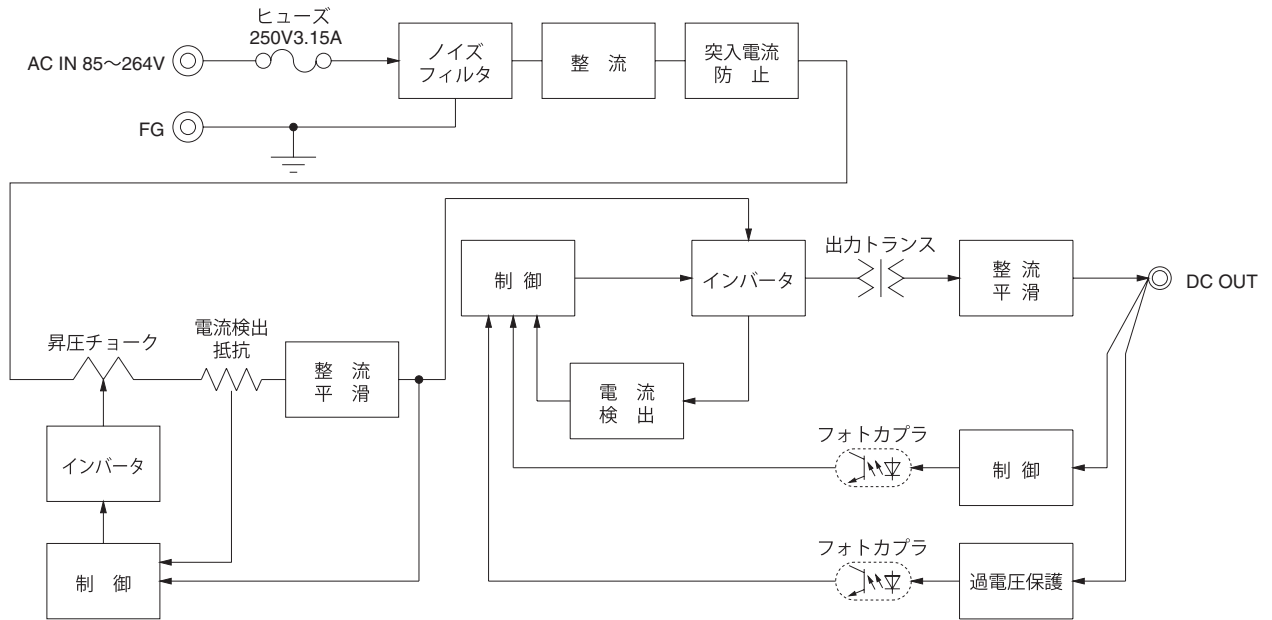 ヒューズ
250V3.15A
AC IN 85～264V
ノイズ
フィルタ
整　流
突入電流
防　止
FG
出力トランス
制 御
インバータ
整 流
平 滑
DC OUT
昇圧チョーク
電流検出
抵抗
整　流
平　滑
電　流
検　出
フォトカプラ
インバータ
制 御
フォトカプラ
制　御
過電圧保護